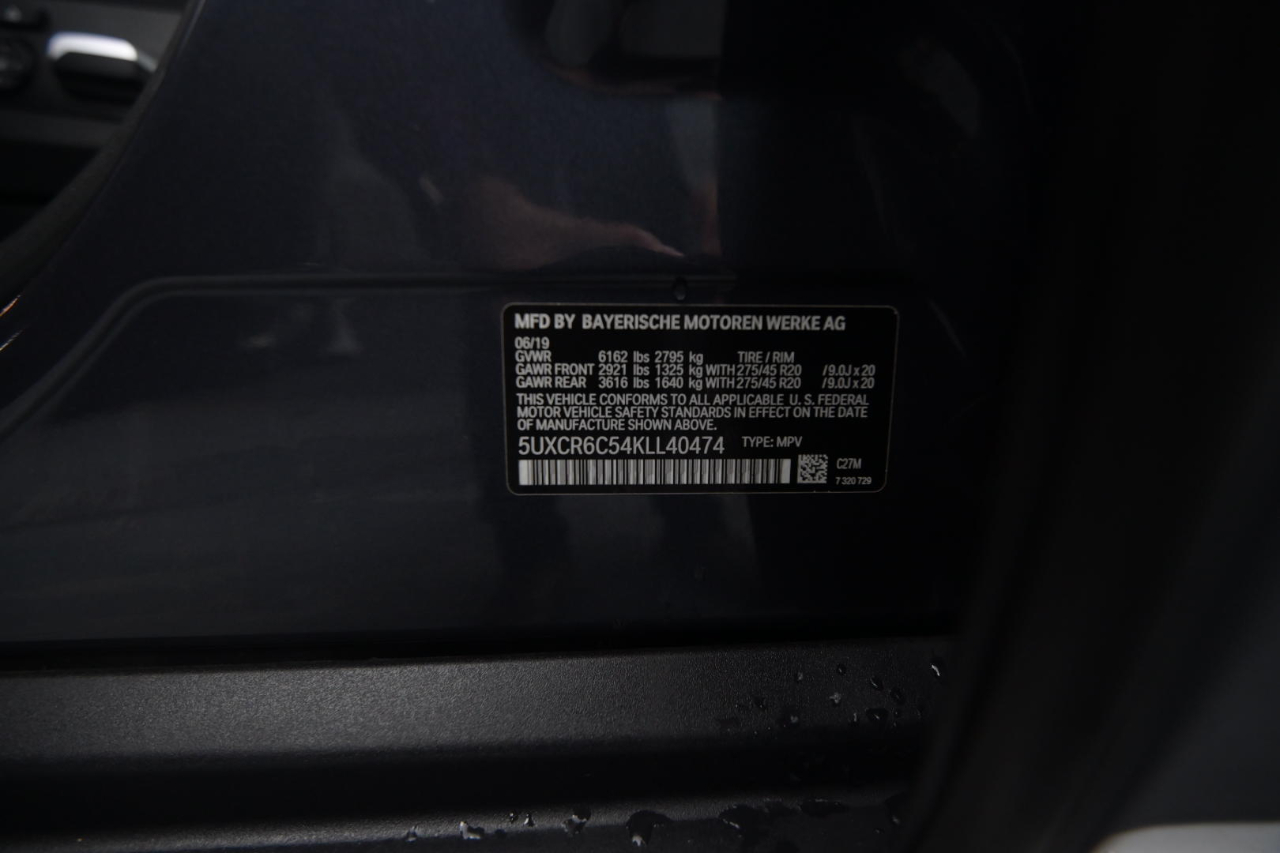 MFD BY BAYERISCHE MOTOREN WERKE AG
06/19
GVWR 6162 lbs 2795 kg TIRE / RIM
GAWR FRONT 2921 lbs 1325 kg WITH 275/45 R20 / 9.0J x 20
GAWR REAR 3616 lbs 1640 kg WITH 275/45 R20 / 9.0J x 20
THIS VEHICLE CONFORMS TO ALL APPLICABLE U. S. FEDERAL
MOTOR VEHICLE SAFETY STANDARDS IN EFFECT ON THE DATE
OF MANUFACTURE SHOWN ABOVE.
5UXCR6C54KLL40474 TYPE: MPV
C27M
7 320 729